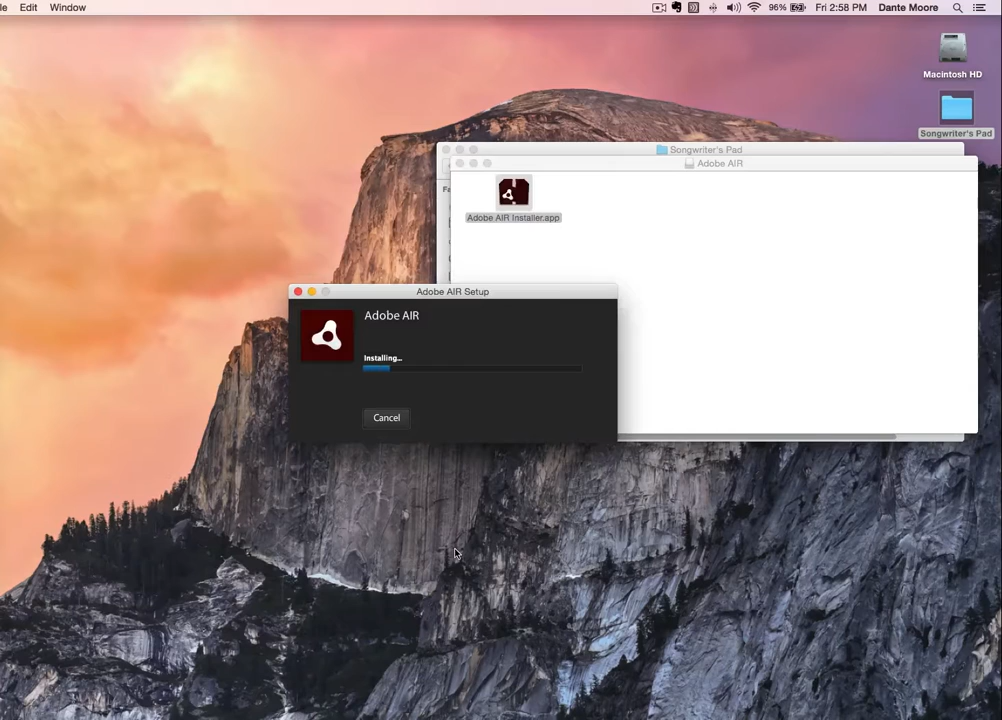 Edit Window 96% Fri 2:58 PM Dante Moore
Macintosh HD
Songwriter's Pad
Songwriter's Pad
Adobe AIR
Adobe AIR Installer.app
Adobe AIR Setup
Adobe AIR
Installing...
Cancel